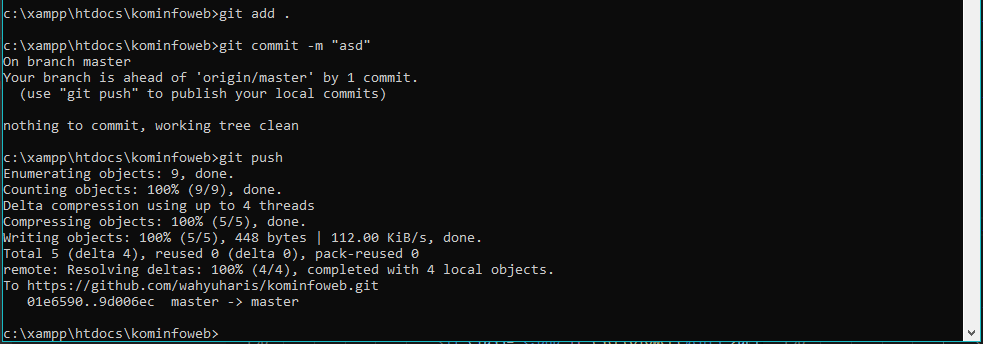 c:\xampp\htdocs\kominfoweb>git add .
c:\xampp\htdocs\kominfoweb>git commit -m "asd"
On branch master
Your branch is ahead of 'origin/master' by 1 commit.
  (use "git push" to publish your local commits)
nothing to commit, working tree clean
c:\xampp\htdocs\kominfoweb>git push
Enumerating objects: 9, done.
Counting objects: 100% (9/9), done.
Delta compression using up to 4 threads
Compressing objects: 100% (5/5), done.
Writing objects: 100% (5/5), 448 bytes | 112.00 KiB/s, done.
Total 5 (delta 4), reused 0 (delta 0), pack-reused 0
remote: Resolving deltas: 100% (4/4), completed with 4 local objects.
To https://github.com/wahyuharis/kominfoweb.git
   01e6590..9d006ec  master -> master
c:\xampp\htdocs\kominfoweb>